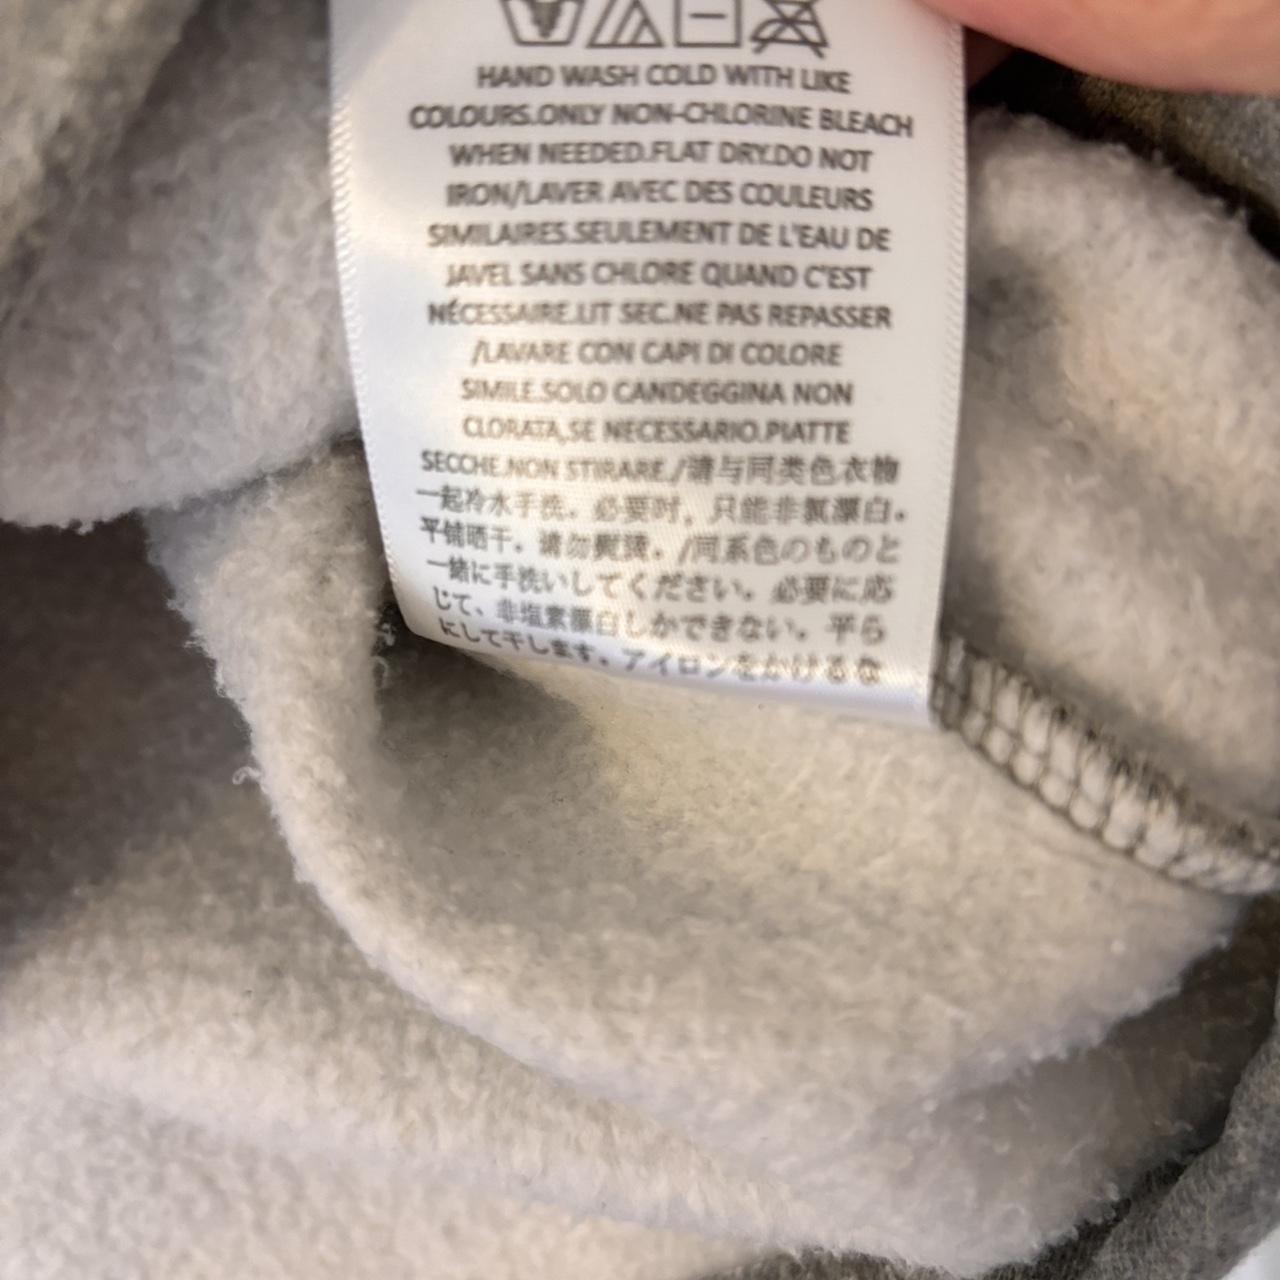 HAND WASH COLD WITH LIKE
COLOURS.ONLY NON-CHLORINE BLEACH
WHEN NEEDED.FLAT DRY.DO NOT
IRON/LAVER AVEC DES COULEURS
SIMILAIRES.SEULEMENT DE L'EAU DE
JAVEL SANS CHLORE QUAND C'EST
NÉCESSAIRE.LIT SEC.NE PAS REPASSER
/LAVARE CON CAPI DI COLORE
SIMILE.SOLO CANDEGGINA NON
CLORATA,SE NECESSARIO.PIATTE
SECCHE.NON STIRARE./请与同类色衣物
一起冷水手洗。必要时，只能非氯漂白。
平铺晒干。请勿熨烫。/同系色のものと
一緒に手洗いしてください。必要に応
じて、非塩素漂白しかできない。平ら
にして干します。アイロンをかけるな